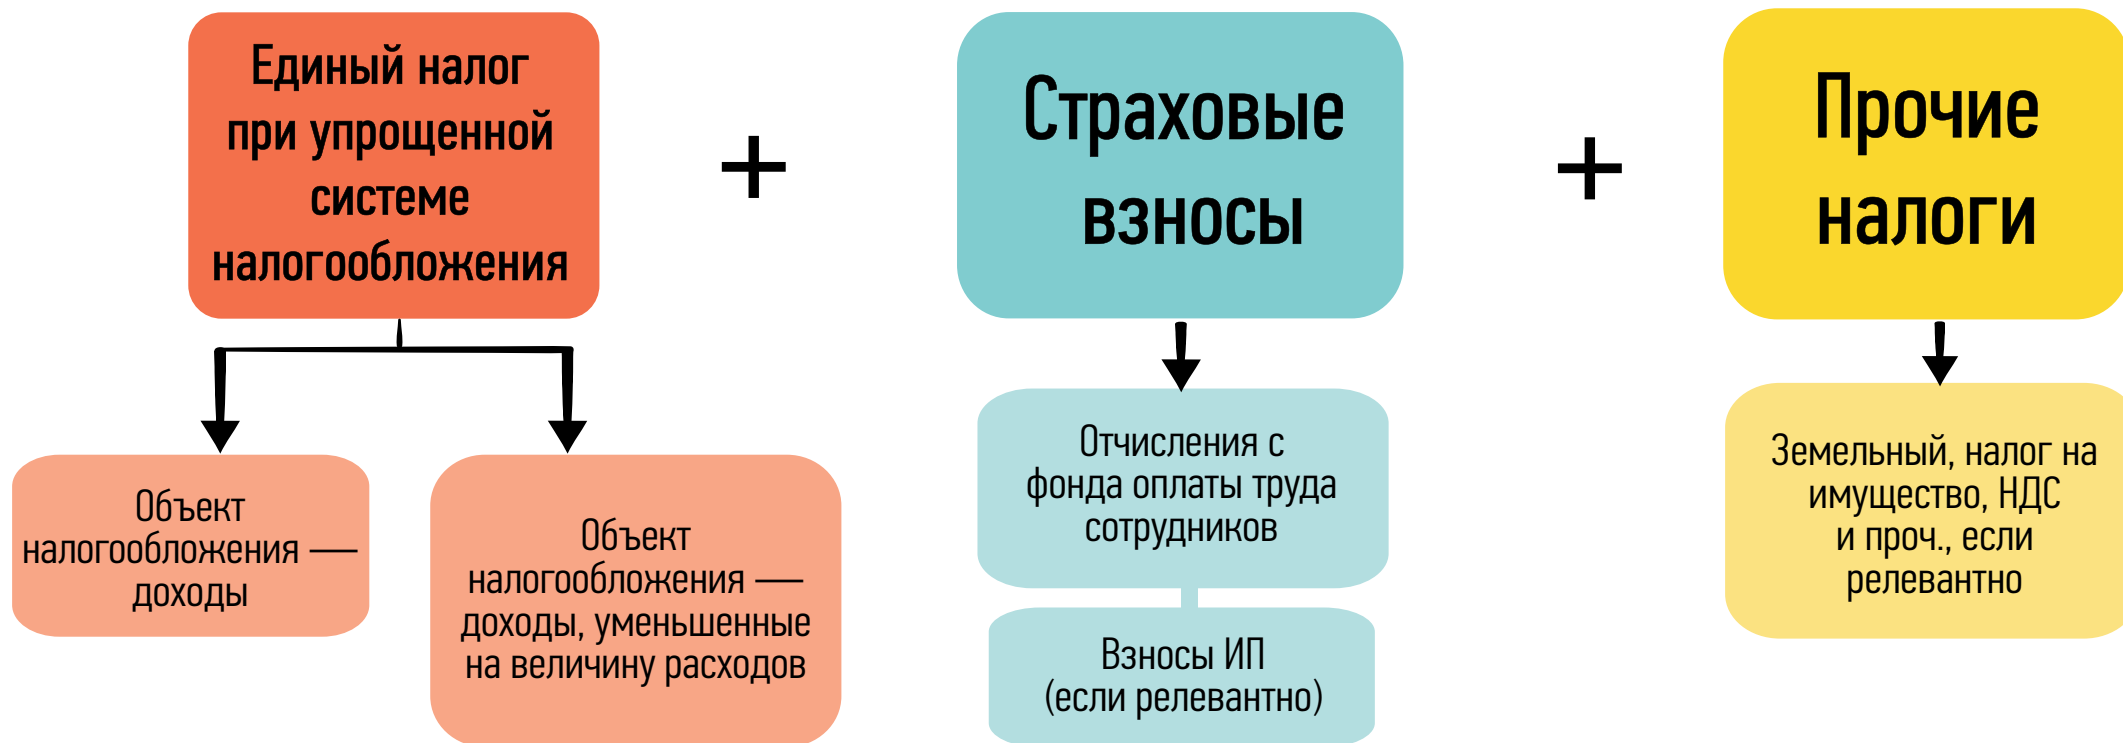 Единый налог
при упрощенной
системе
налогообложения
+
Страховые
взносы
+
Прочие
налоги
Объект
налогообложения —
доходы
Объект
налогообложения —
доходы, уменьшенные
на величину расходов
Отчисления с
фонда оплаты труда
сотрудников
Взносы ИП
(если релевантно)
Земельный, налог на
имущество, НДС
и проч., если
релевантно